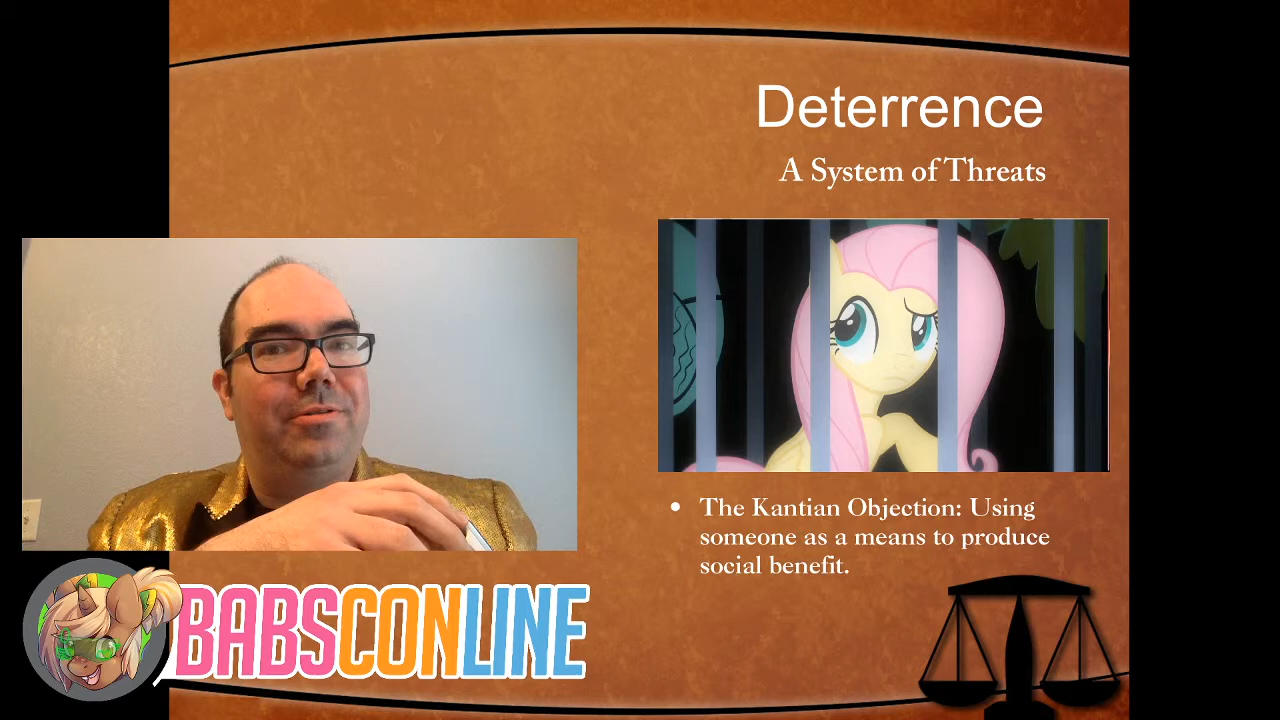 Deterrence
A System of Threats
• The Kantian Objection: Using
someone as a means to produce
social benefit.
BABSCONLINE